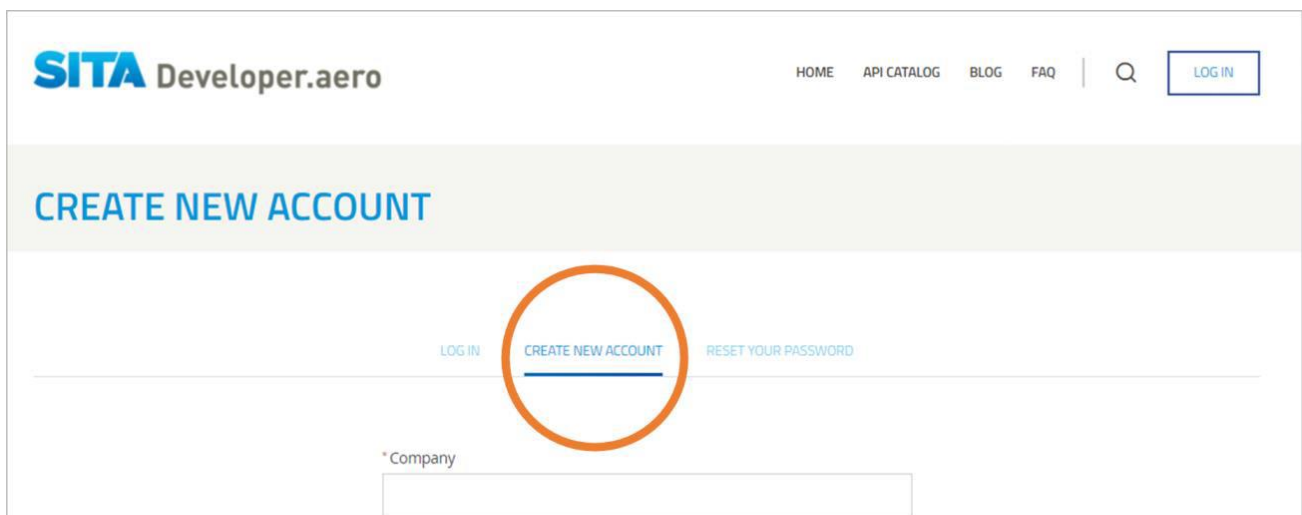 SITA Developer.aero
HOME API CATALOG BLOG FAQ LOG IN
CREATE NEW ACCOUNT
LOG IN CREATE NEW ACCOUNT RESET YOUR PASSWORD
*Company